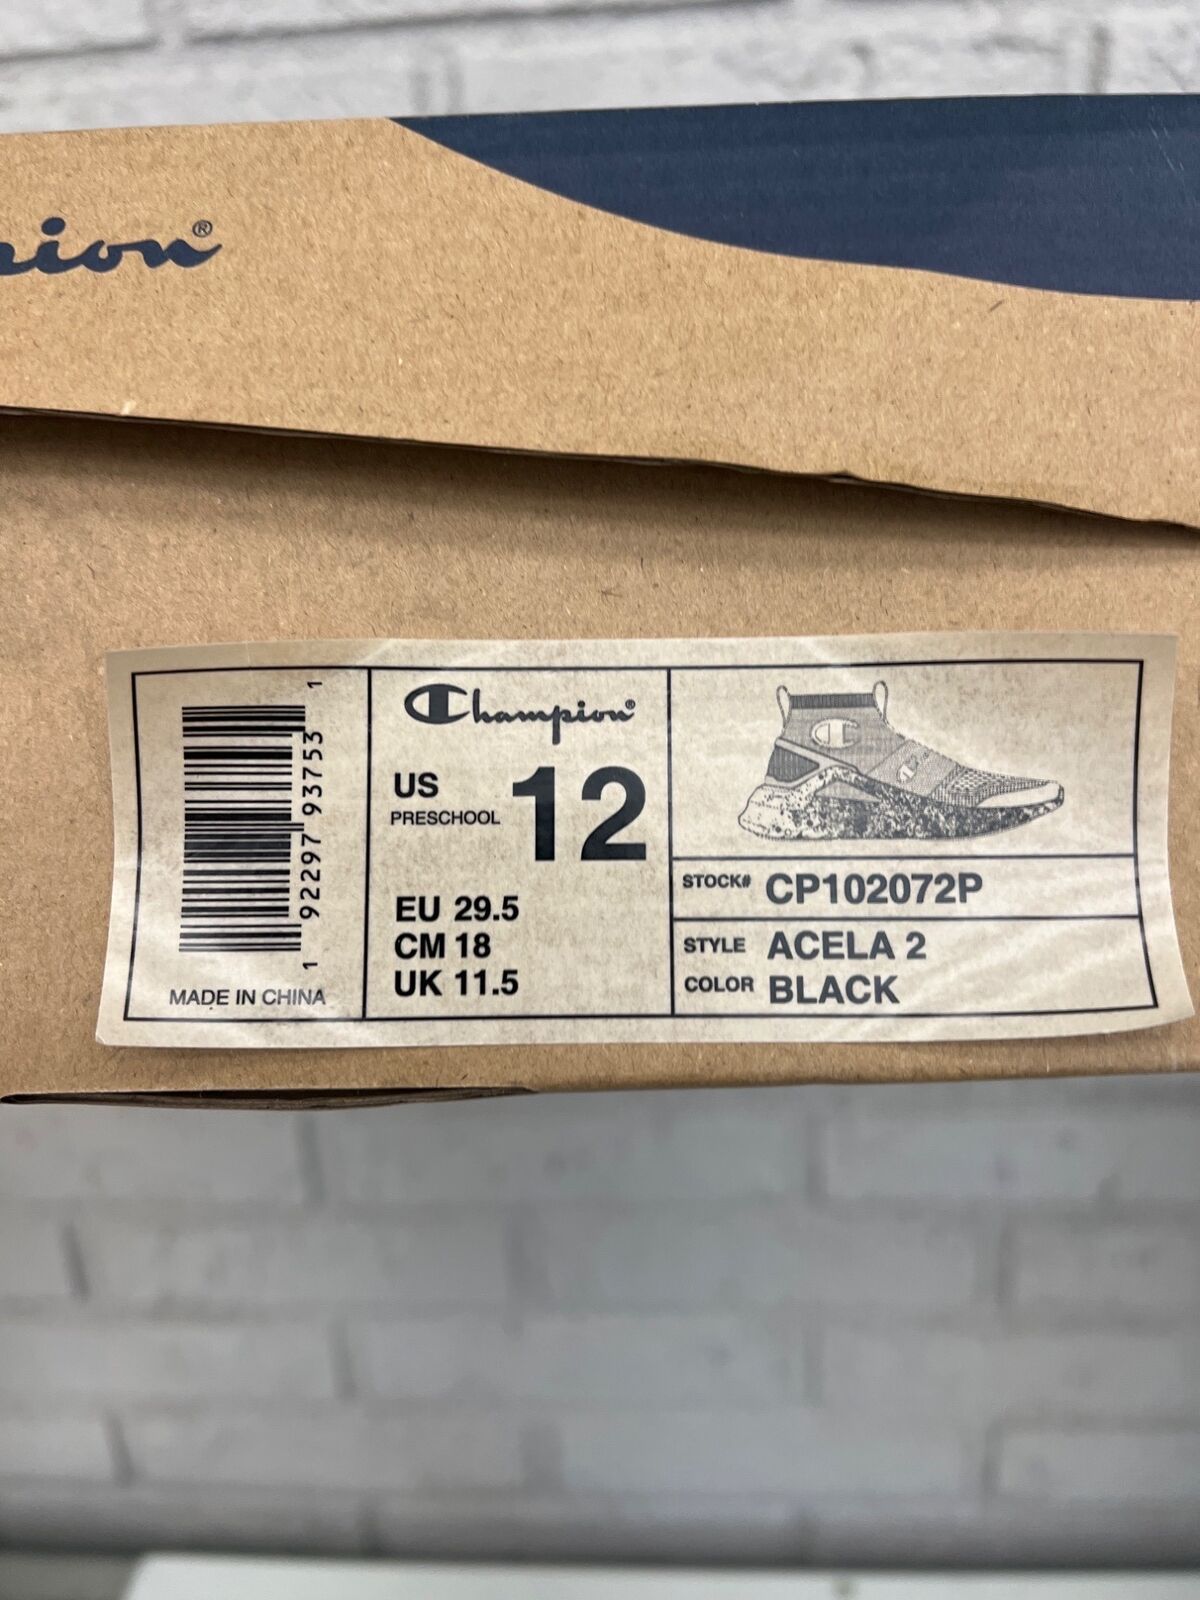 pion®
1 92297 93753 1
MADE IN CHINA
Champion®
US
PRESCHOOL
12
EU 29.5
CM 18
UK 11.5
STOCK# CP102072P
STYLE ACELA 2
COLOR BLACK